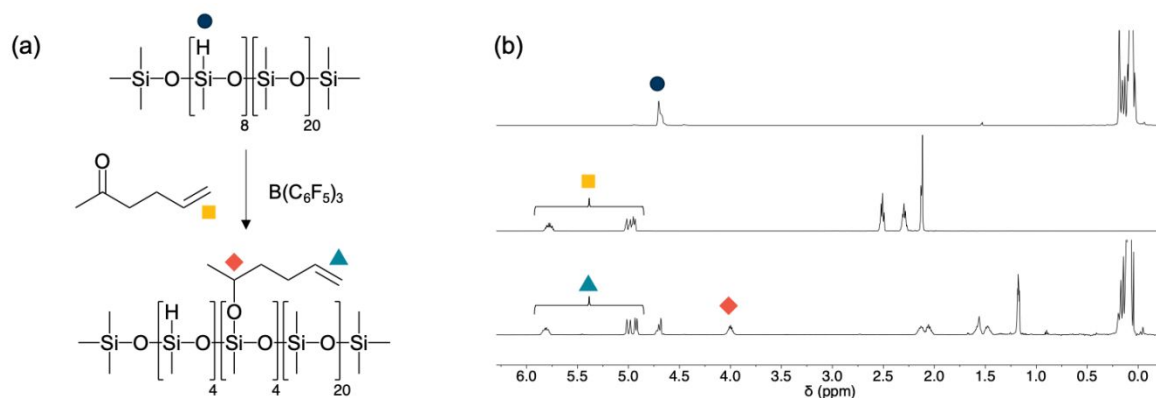 (a)
H
Si O Si O Si O Si
8 20
O
B(C₆F₅)₃
H O
Si O Si O Si O Si O Si
4 4 20
(b)
6.0 5.5 5.0 4.5 4.0 3.5 3.0 2.5 2.0 1.5 1.0 0.5 0.0
δ (ppm)